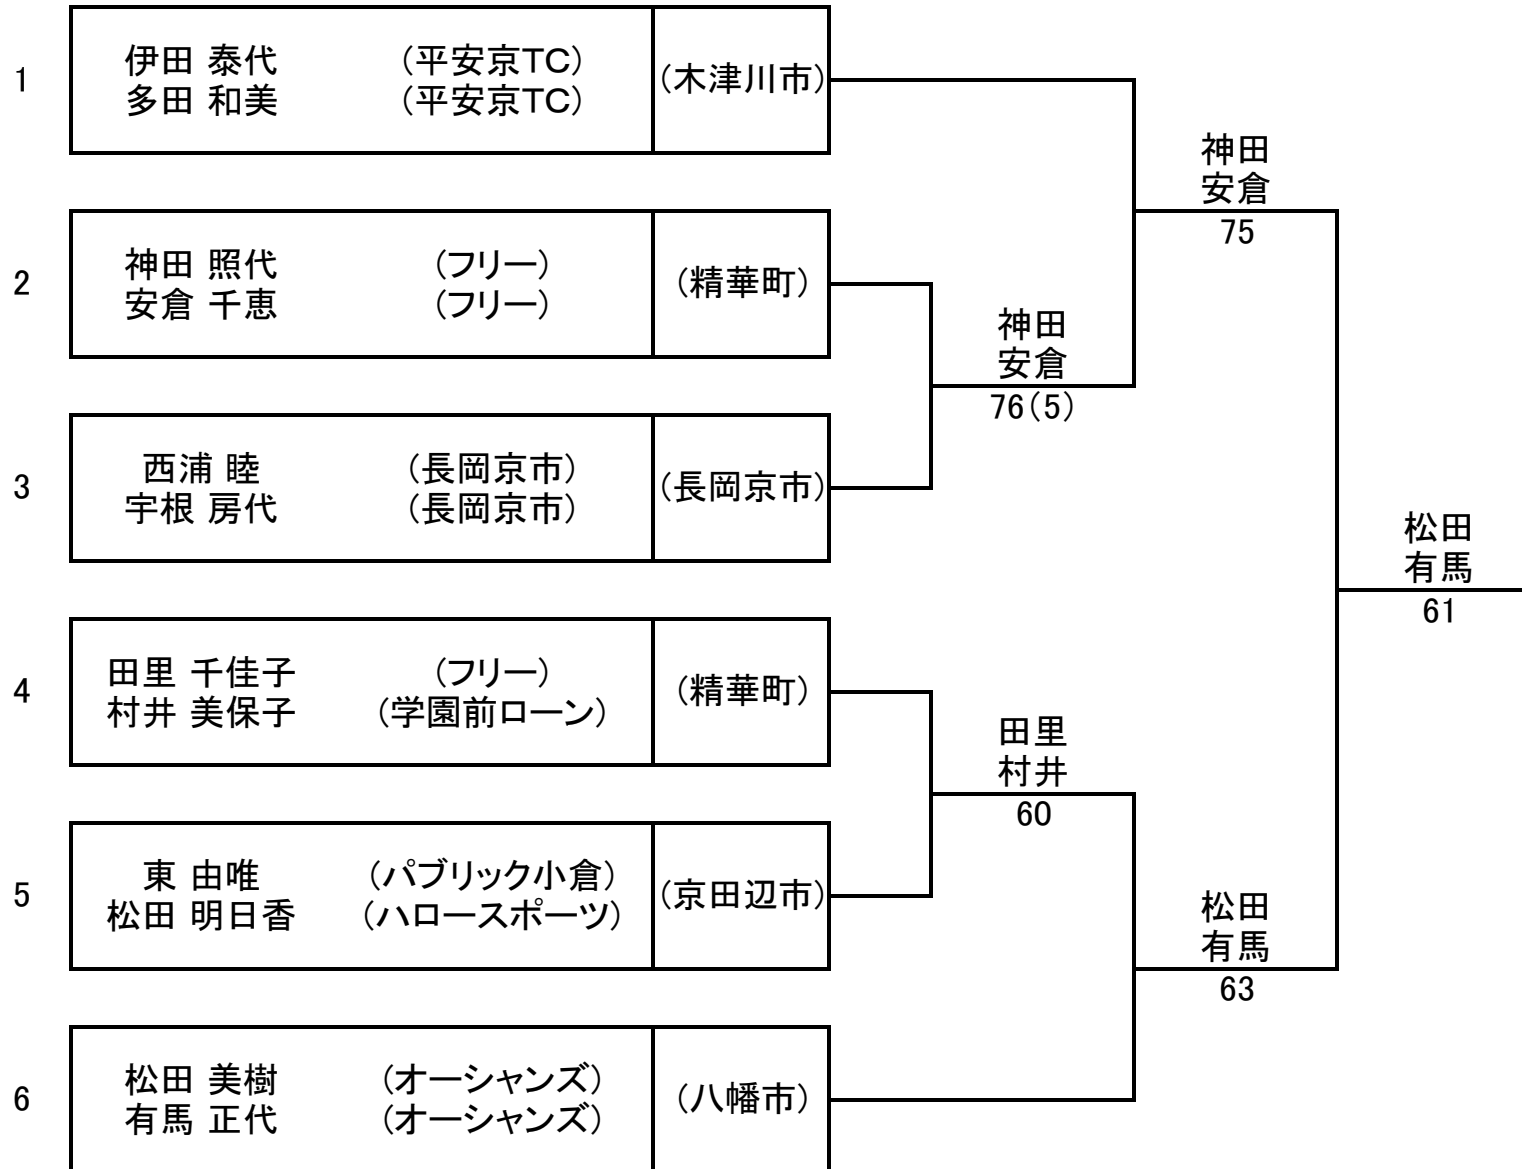 1
伊田 泰代 (平安京TC)
多田 和美 (平安京TC)
(木津川市)
2
神田 照代 (フリー)
安倉 千恵 (フリー)
(精華町)
3
西浦 睦 (長岡京市)
宇根 房代 (長岡京市)
(長岡京市)
4
田里 千佳子 (フリー)
村井 美保子 (学園前ローン)
(精華町)
5
東 由唯 (パブリック小倉)
松田 明日香 (ハロースポーツ)
(京田辺市)
6
松田 美樹 (オーシャンズ)
有馬 正代 (オーシャンズ)
(八幡市)
神田
安倉
76(5)
田里
村井
60
神田
安倉
75
松田
有馬
63
松田
有馬
61